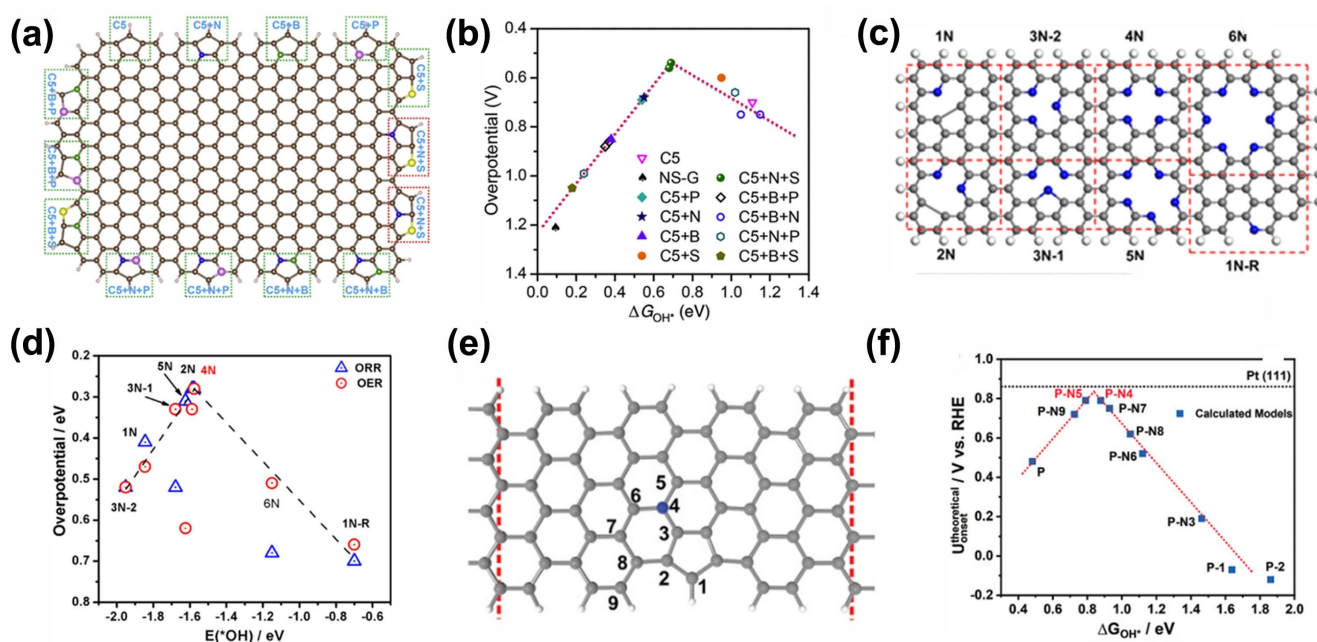 (a)
C5
C5+N
C5+B
C5+P
C5+S
C5+N+S
C5+N+S
C5+B+P
C5+B+P
C5+B+S
C5+N+P
C5+N+P
C5+N+B
C5+N+B
(b)
Overpotential (V)
0.4
0.6
0.8
1.0
1.2
1.4
0.0 0.2 0.4 0.6 0.8 1.0 1.2 1.4
ΔG_OH* (eV)
C5
NS-G
C5+P
C5+N
C5+B
C5+S
C5+N+S
C5+B+P
C5+B+N
C5+N+P
C5+B+S
(c)
1N 3N-2 4N 6N
2N 3N-1 5N 1N-R
(d)
Overpotential / eV
0.2
0.3
0.4
0.5
0.6
0.7
0.8
-2.0 -1.8 -1.6 -1.4 -1.2 -1.0 -0.8 -0.6
E(*OH) / eV
ORR
OER
5N 2N 4N
3N-1
1N
3N-2
6N
1N-R
(e)
5
6 4
7 3
8 2 1
9
(f)
U_onset^theoretical / V vs. RHE
1.0
0.8
0.6
0.4
0.2
0.0
-0.2
0.4 0.6 0.8 1.0 1.2 1.4 1.6 1.8 2.0
ΔG_OH* / eV
Pt (111)
Calculated Models
P-N5 P-N4
P-N9 P-N7
P-N8
P-N6
P
P-N3
P-1 P-2